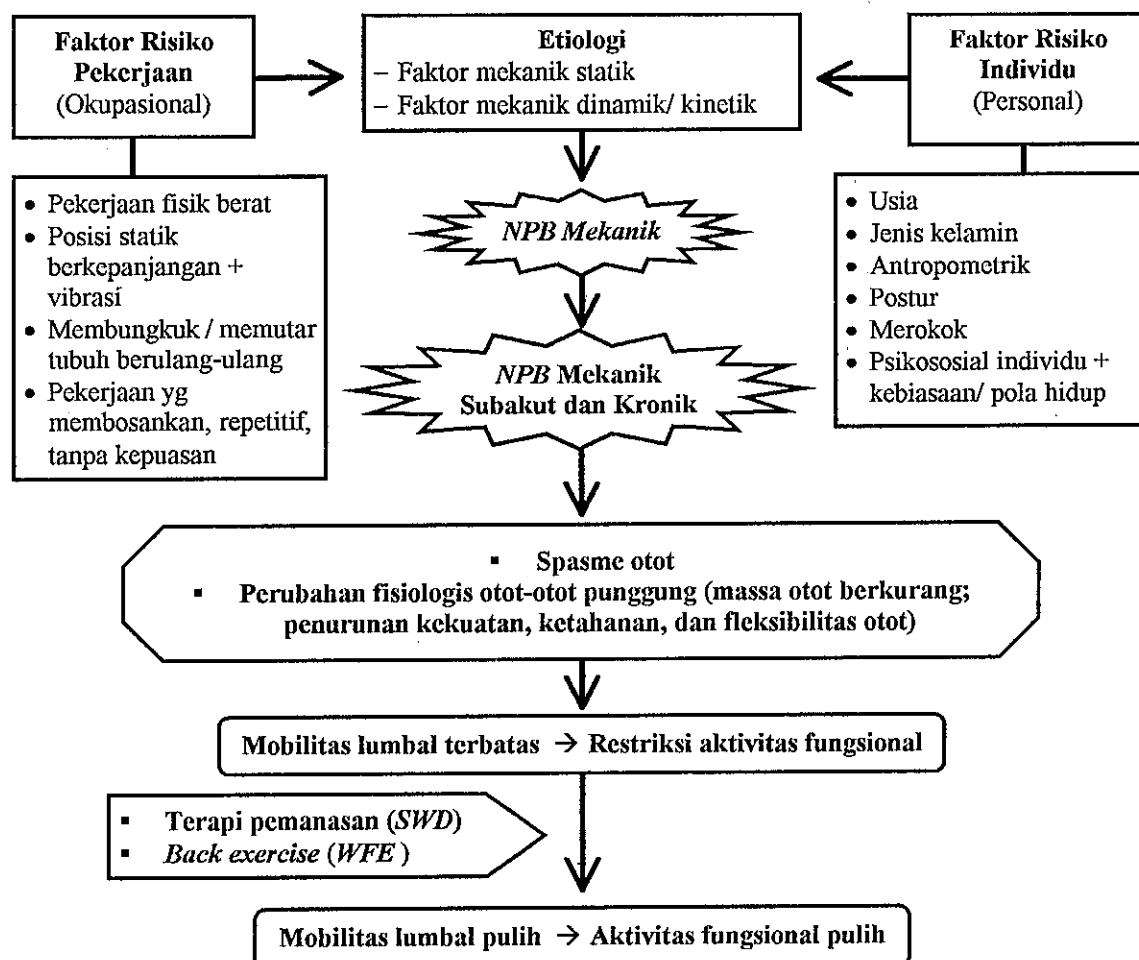 Faktor Risiko
Pekerjaan
(Okupasional)
Etiologi
– Faktor mekanik statik
– Faktor mekanik dinamik/ kinetik
Faktor Risiko
Individu
(Personal)
• Pekerjaan fisik berat
• Posisi statik
berkepanjangan +
vibrasi
• Membungkuk / memutar
tubuh berulang-ulang
• Pekerjaan yg
membosankan, repetitif,
tanpa kepuasan
NPB Mekanik
NPB Mekanik
Subakut dan Kronik
• Usia
• Jenis kelamin
• Antropometrik
• Postur
• Merokok
• Psikososial individu +
kebiasaan/ pola hidup
▪ Spasme otot
▪ Perubahan fisiologis otot-otot punggung (massa otot berkurang;
penurunan kekuatan, ketahanan, dan fleksibilitas otot)
Mobilitas lumbal terbatas → Restriksi aktivitas fungsional
▪ Terapi pemanasan (SWD)
▪ Back exercise (WFE )
Mobilitas lumbal pulih → Aktivitas fungsional pulih